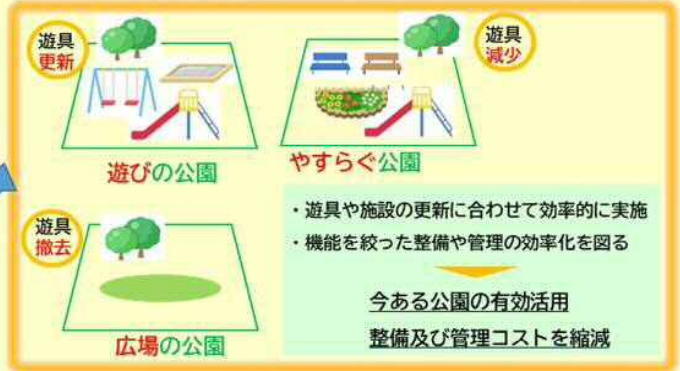 遊具
更新
遊びの公園
遊具
減少
やすらぐ公園
遊具
撤去
広場の公園
・遊具や施設の更新に合わせて効率的に実施
・機能を絞った整備や管理の効率化を図る
今ある公園の有効活用
整備及び管理コストを縮減